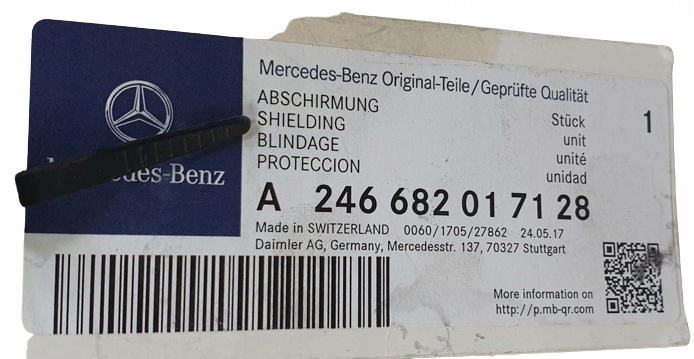 Mercedes-Benz Original-Teile/Geprüfte Qualität
ABSCHIRMUNG
SHIELDING
BLINDAGE
PROTECCION
Stück
unit
unité
unidad
1
-Benz
A 246 682 01 71 28
Made in SWITZERLAND 0060/1705/27862 24.05.17
Daimler AG, Germany, Mercedesstr. 137, 70327 Stuttgart
More information on
http://p.mb-qr.com/